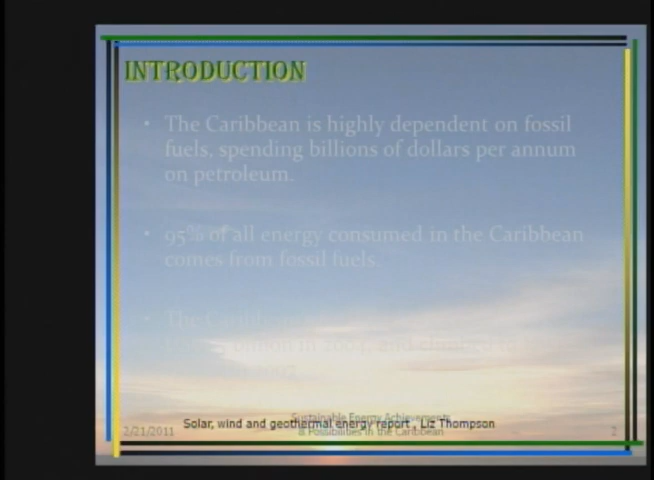 INTRODUCTION
• The Caribbean is highly dependent on fossil
fuels, spending billions of dollars per annum
on petroleum.
• 95% of all energy consumed in the Caribbean
comes from fossil fuels.
The
Sustainable Energy Achievements
2/21/2011
Solar, wind and geothermal energy report , Liz Thompson
& Possibilities in the Caribbean
2